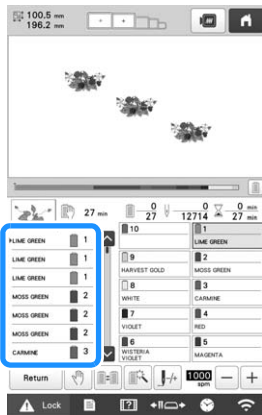 100.5 mm
196.2 mm
27 min
0
27
0
12714
0 min
27 min
LIME GREEN 1
LIME GREEN 1
LIME GREEN 1
MOSS GREEN 2
MOSS GREEN 2
MOSS GREEN 2
CARMINE 3
10
1
LIME GREEN
9
HARVEST GOLD
2
MOSS GREEN
8
WHITE
3
CARMINE
7
VIOLET
4
RED
6
WISTERIA
VIOLET
5
MAGENTA
Return
1000
spm
Lock